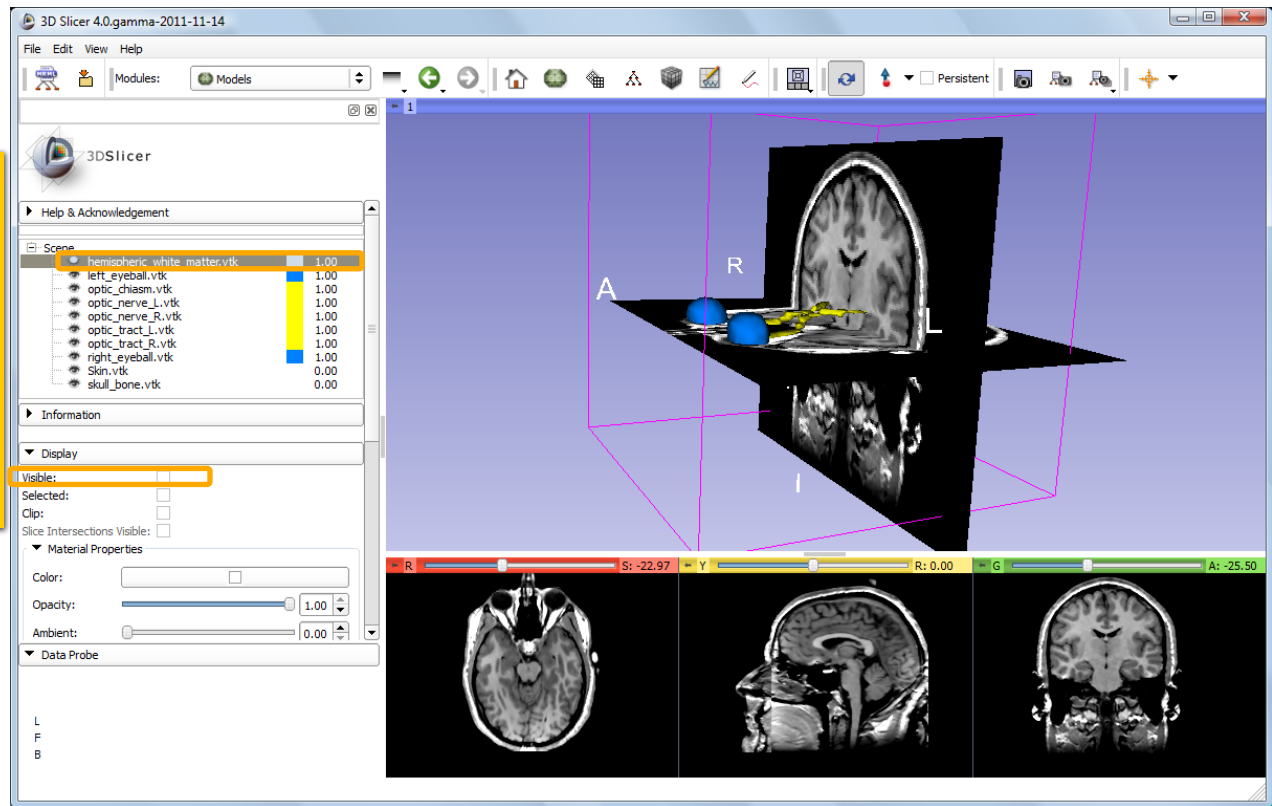 3D Slicer 4.0.gamma-2011-11-14
File Edit View Help
Modules: Models Persistent
1
3DSlicer
Help & Acknowledgement
Scene
hemispheric_white_matter.vtk 1.00
left_eyeball.vtk 1.00
optic_chiasm.vtk 1.00
optic_nerve_L.vtk 1.00
optic_nerve_R.vtk 1.00
optic_tract_L.vtk 1.00
optic_tract_R.vtk 1.00
right_eyeball.vtk 1.00
Skin.vtk 0.00
skull_bone.vtk 0.00
Information
Display
Visible:
Selected:
Clip:
Slice Intersections Visible:
Material Properties
Color:
Opacity: 1.00
Ambient: 0.00
Data Probe
L
F
B
R
A
L
I
R S: -22.97
Y R: 0.00
G A: -25.50